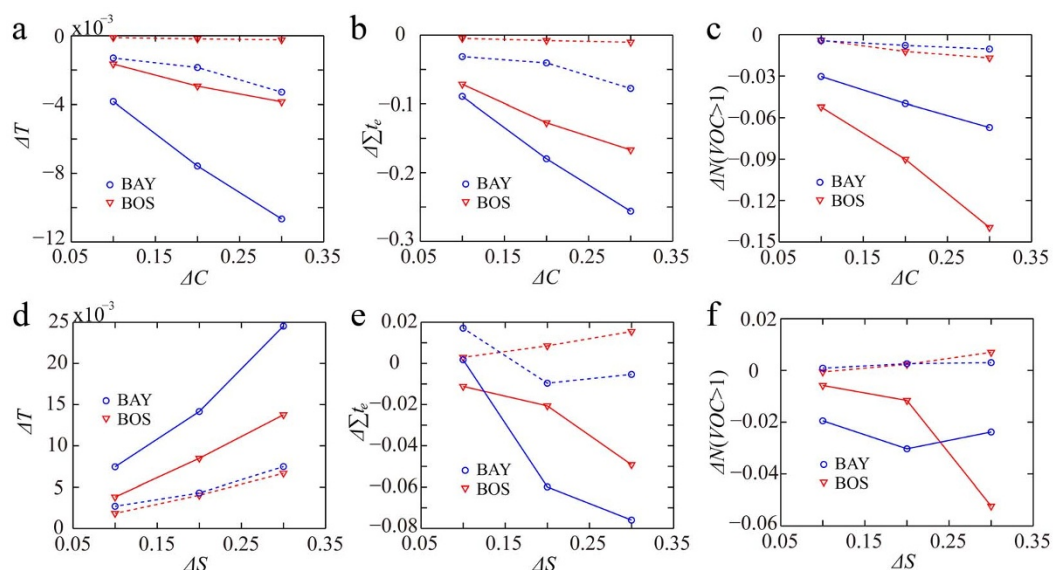 a
x10⁻³
0
−4
−8
−12
ΔT
BAY
BOS
0.05 0.15 0.25 0.35
ΔC
b
0
−0.1
−0.2
−0.3
ΔΣtₑ
BAY
BOS
0.05 0.15 0.25 0.35
ΔC
c
0
−0.03
−0.06
−0.09
−0.12
−0.15
ΔN(VOC>1)
BAY
BOS
0.05 0.15 0.25 0.35
ΔC
d
x10⁻³
25
20
15
10
5
0
ΔT
BAY
BOS
0.05 0.15 0.25 0.35
ΔS
e
0.02
0
−0.02
−0.04
−0.06
−0.08
ΔΣtₑ
BAY
BOS
0.05 0.15 0.25 0.35
ΔS
f
0.02
0
−0.02
−0.04
−0.06
ΔN(VOC>1)
BAY
BOS
0.05 0.15 0.25 0.35
ΔS